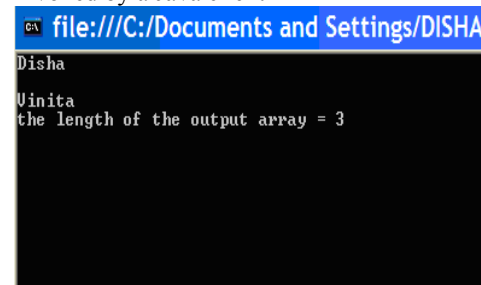 file:///C:/Documents and Settings/DISHA
Disha
Vinita
the length of the output array = 3